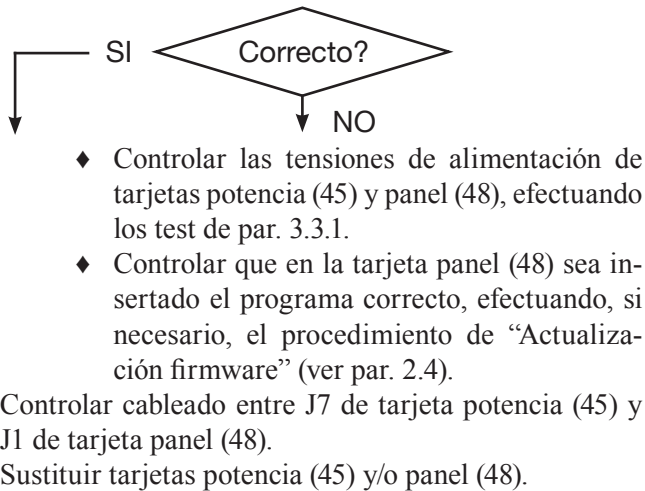 SI
Correcto?
NO
♦ Controlar las tensiones de alimentación de
tarjetas potencia (45) y panel (48), efectuando
los test de par. 3.3.1.
♦ Controlar que en la tarjeta panel (48) sea in-
sertado el programa correcto, efectuando, si
necesario, el procedimiento de “Actualiza-
ción firmware” (ver par. 2.4).
Controlar cableado entre J7 de tarjeta potencia (45) y
J1 de tarjeta panel (48).
Sustituir tarjetas potencia (45) y/o panel (48).